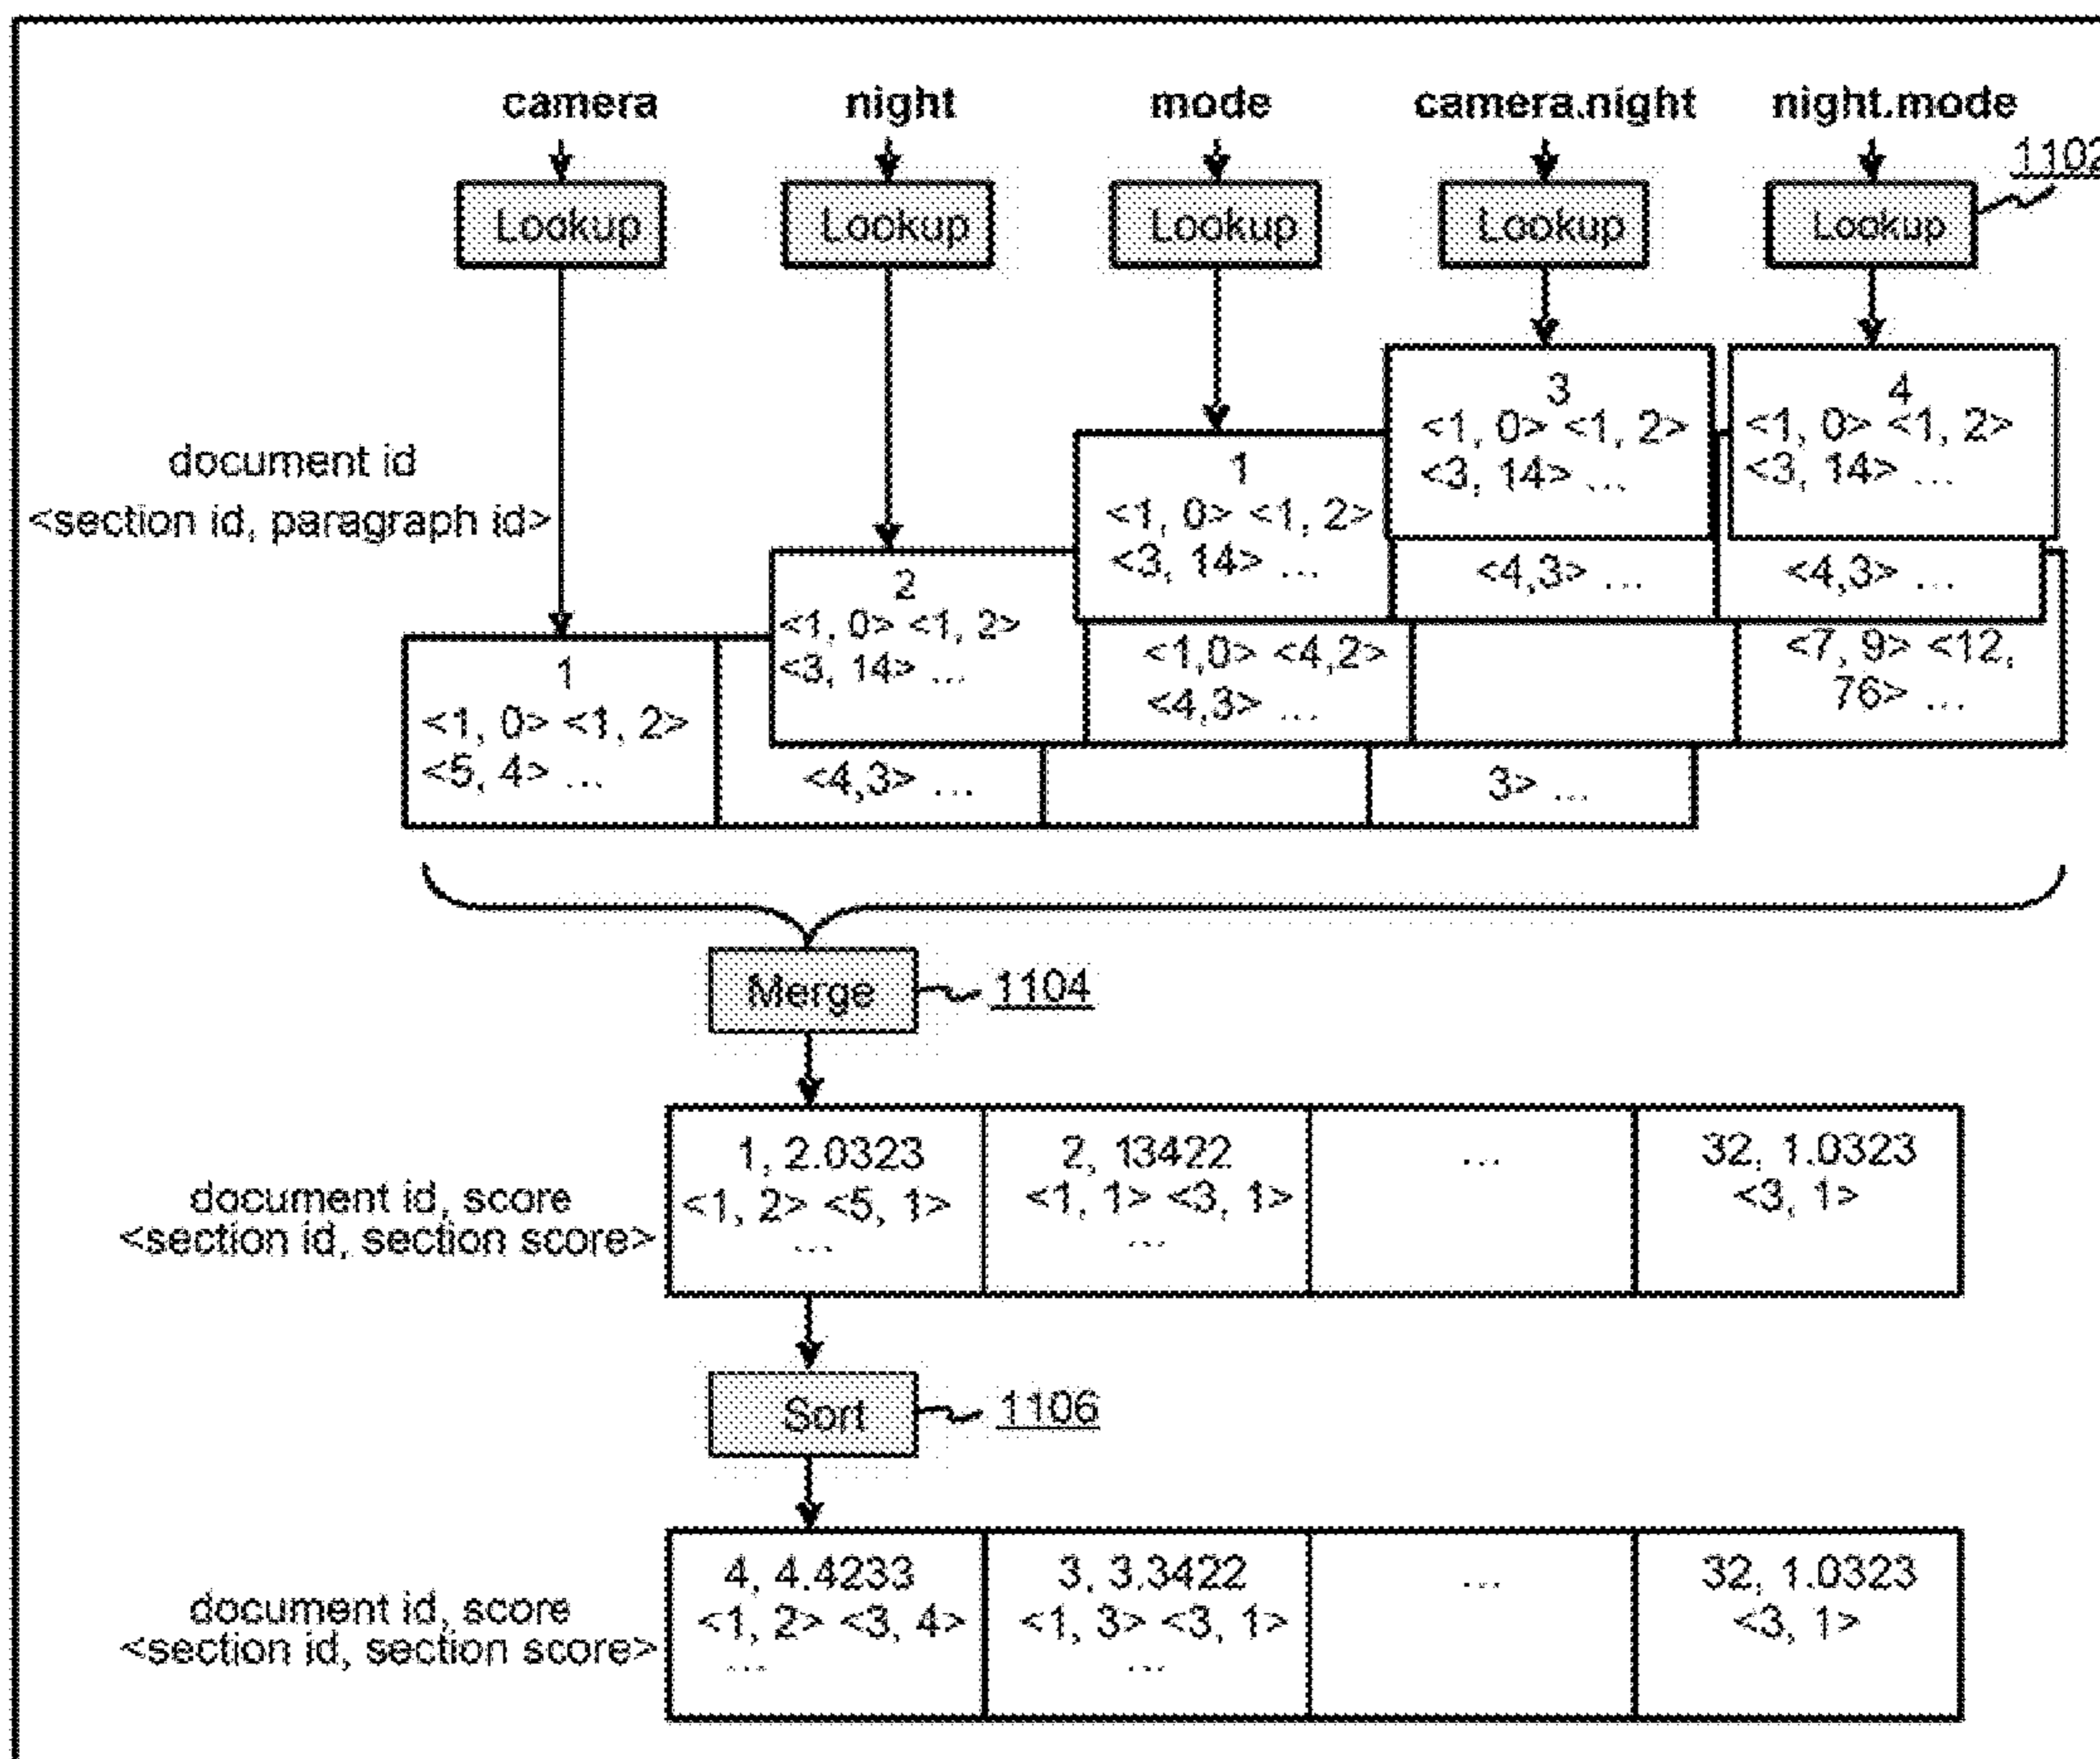 camera night mode camera.night night.mode
1102
Lookup Lookup Lookup Lookup Lookup
document id
<section id, paragraph id>
1
<1, 0> <1, 2>
<5, 4> ...
<4,3> ...
3> ...
2
<1, 0> <1, 2>
<3, 14> ...
<1,0> <4,2>
<4,3> ...
<7, 9> <12,
76> ...
1
<1, 0> <1, 2>
<3, 14> ...
<4,3> ...
<4,3> ...
3
<1, 0> <1, 2>
<3, 14> ...
4
<1, 0> <1, 2>
<3, 14> ...
Merge 1104
document id, score
<section id, section score>
1, 2.0323
<1, 2> <5, 1>
...
2, 13422
<1, 1> <3, 1>
...
...
32, 1.0323
<3, 1>
Sort 1106
document id, score
<section id, section score>
4, 4.4233
<1, 2> <3, 4>
...
3, 3.3422
<1, 3> <3, 1>
...
...
32, 1.0323
<3, 1>